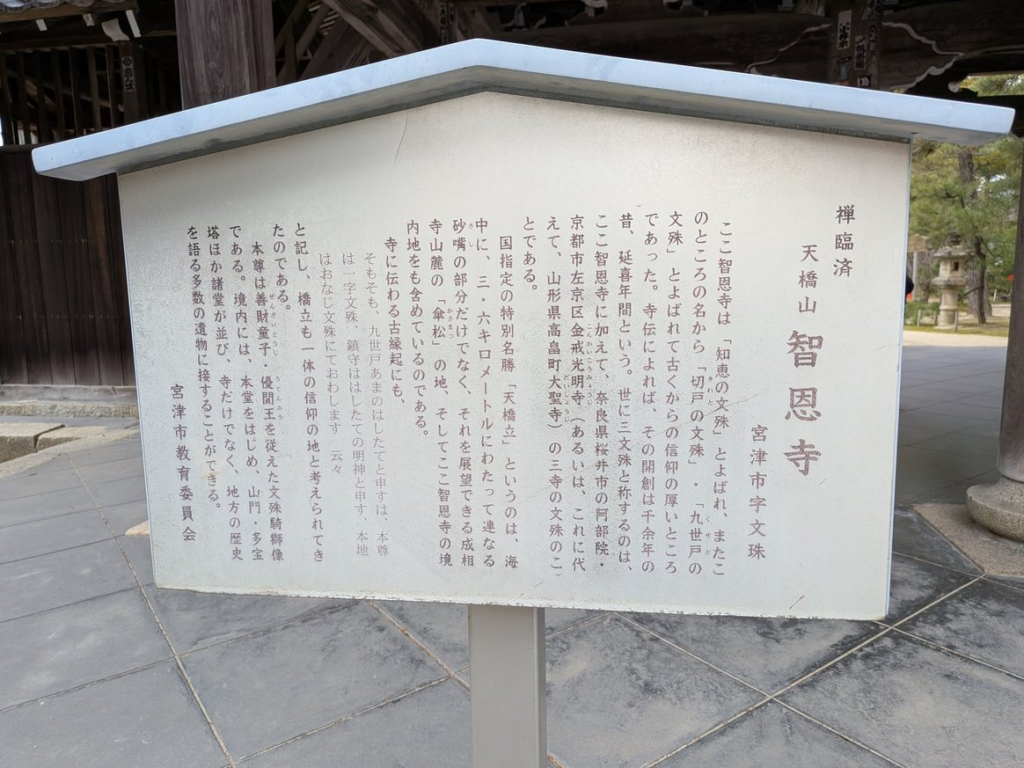 禅臨済
天橋山 智恩寺
宮津市字文珠
ここ智恩寺は「知恵の文殊」とよばれ、またこ
のところの名から「切戸の文殊」・「九世戸の
文殊」とよばれて古くからの信仰の厚いところ
であった。寺伝によれば、その開創は千余年の
昔、延喜年間という。世に三文殊と称するのは、
ここ智恩寺に加えて、奈良県桜井市の阿部院・
京都市左京区金戒光明寺(あるいは、これに代
えて、山形県高畠町大聖寺)の三寺の文殊のこ
とである。
国指定の特別名勝「天橋立」というのは、海
中に、三・六キロメートルにわたって連なる
砂嘴の部分だけでなく、それを展望できる成相
寺山麓の「傘松」の地、そしてここ智恩寺の境
内地をも含めているのである。
寺に伝わる古縁起にも、
そもそも、九世戸あまのはしたてと申すは、本尊
は一字文殊、鎮守ははしたての明神と申す、本地
はおなじ文殊にておわします 云々
と記し、橋立も一体の信仰の地と考えられてき
たのである。
本尊は善財童子・優闐王を従えた文殊騎獅像
である。境内には、本堂をはじめ、山門・多宝
塔ほか諸堂が並び、寺だけでなく、地方の歴史
を語る多数の遺物に接することができる。
宮津市教育委員会